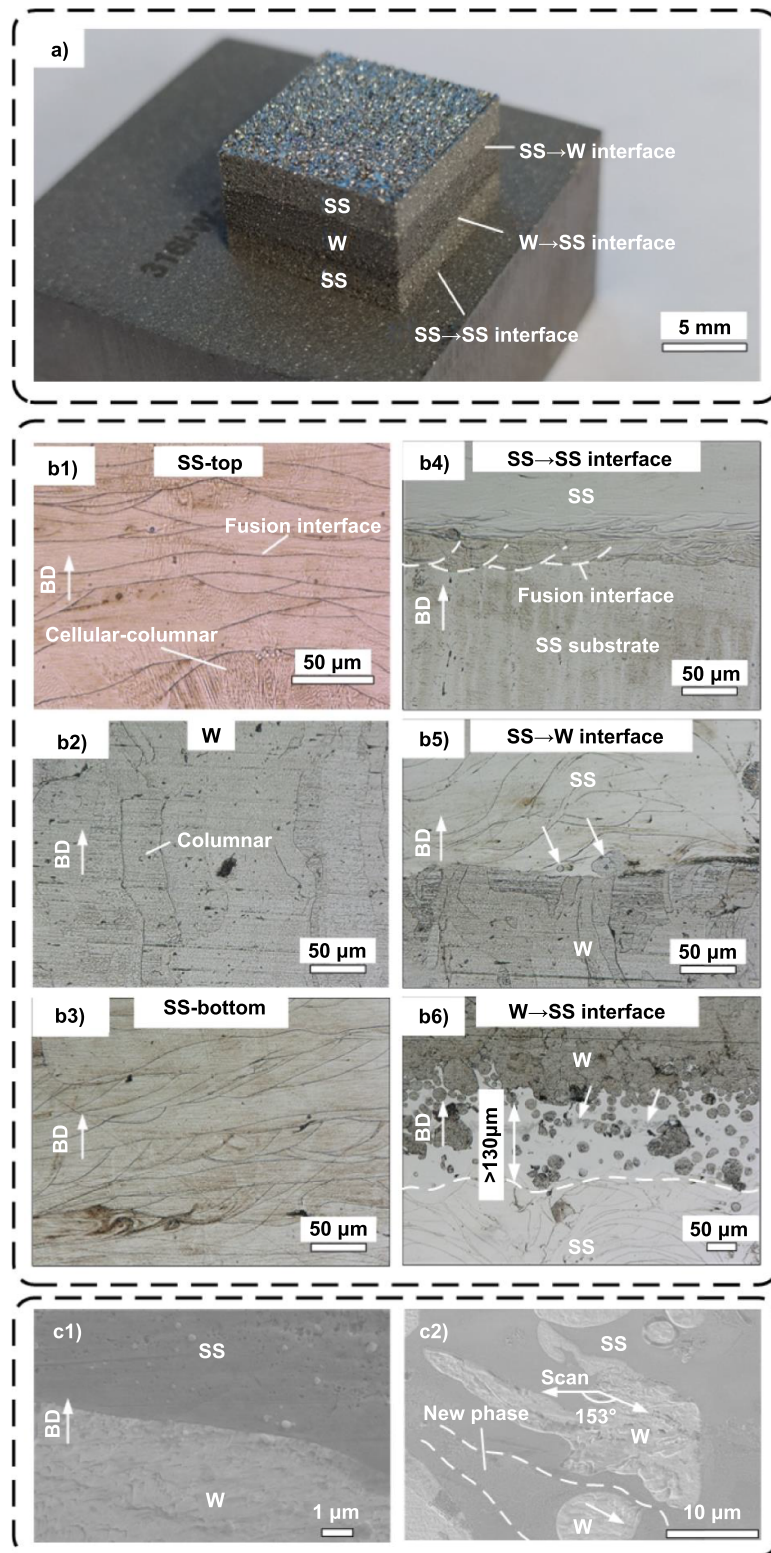 a)
SS→W interface
SS
W
W→SS interface
SS
SS→SS interface
5 mm
b1)
SS-top
Fusion interface
BD
Cellular-columnar
50 µm
b4)
SS→SS interface
SS
BD
Fusion interface
SS substrate
50 µm
b2)
W
BD
Columnar
50 µm
b5)
SS→W interface
SS
BD
W
50 µm
b3)
SS-bottom
BD
50 µm
b6)
W→SS interface
W
BD
>130µm
50 µm
SS
c1)
SS
BD
W
1 µm
c2)
SS
Scan
153°
New phase
W
W
10 µm